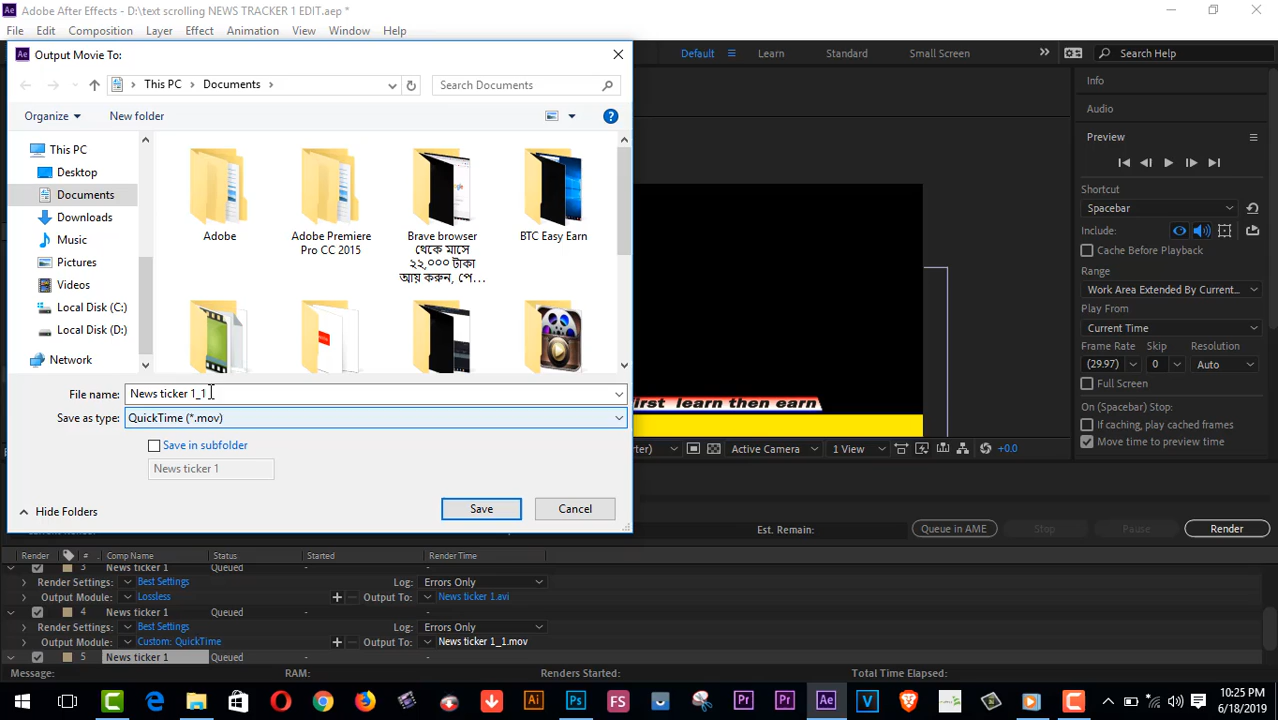 Adobe After Effects - D:\text scrolling NEWS TRACKER 1 EDIT.aep *
File Edit Composition Layer Effect Animation View Window Help
Output Movie To:
Default Learn Standard Small Screen Search Help
This PC Documents Search Documents
Organize New folder
This PC
Desktop
Documents
Downloads
Music
Pictures
Videos
Local Disk (C:)
Local Disk (D:)
Network
Adobe
Adobe Premiere
Pro CC 2015
Brave browser
থেকে মাসে
২২,০০০ টাকা
আয় করুন, পে...
BTC Easy Earn
File name: News ticker 1_1
Save as type: QuickTime (*.mov)
Save in subfolder
News ticker 1
Hide Folders Save Cancel
Info
Audio
Preview
Shortcut
Spacebar
Include:
Cache Before Playback
Range
Work Area Extended By Current...
Play From
Current Time
Frame Rate Skip Resolution
(29.97) 0 Auto
Full Screen
On (Spacebar) Stop:
If caching, play cached frames
Move time to preview time
irst learn then earn
rter) Active Camera 1 View +0.0
Est. Remain: Queue in AME Stop Pause Render
Render # Comp Name Status Started Render Time
3 News ticker 1 Queued -
Render Settings: Best Settings Log: Errors Only
Output Module: Lossless Output To: News ticker 1.avi
4 News ticker 1 Queued - -
Render Settings: Best Settings Log: Errors Only
Output Module: Custom: QuickTime Output To: News ticker 1_1.mov
5 News ticker 1 Queued - -
Message: RAM: Renders Started: Total Time Elapsed:
10:25 PM
6/18/2019